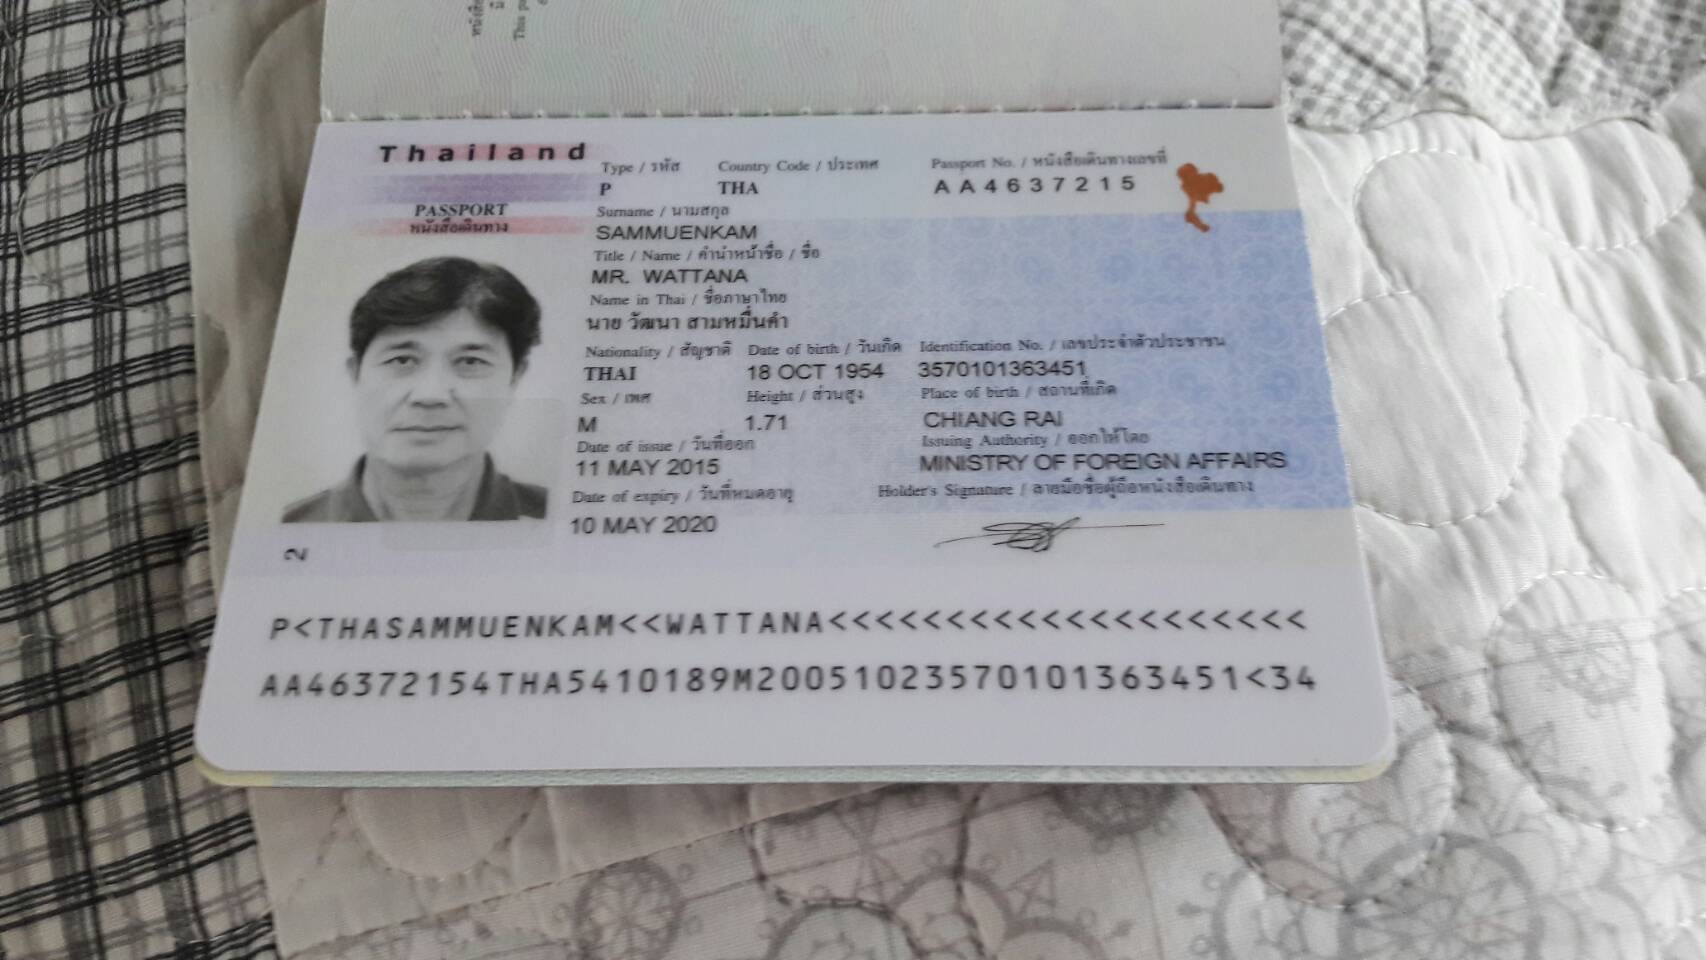 Thailand
PASSPORT
หนังสือเดินทาง
Type / รหัส
P
Country Code / ประเทศ
THA
Passport No. / หนังสือเดินทางเลขที่
AA4637215
Surname / นามสกุล
SAMMUENKAM
Title / Name / คำนำหน้าชื่อ / ชื่อ
MR. WATTANA
Name in Thai / ชื่อภาษาไทย
นาย วัฒนา สามหมื่นคำ
Nationality / สัญชาติ
THAI
Date of birth / วันเกิด
18 OCT 1954
Identification No. / เลขประจำตัวประชาชน
3570101363451
Sex / เพศ
M
Height / ส่วนสูง
1.71
Place of birth / สถานที่เกิด
CHIANG RAI
Date of issue / วันที่ออก
11 MAY 2015
Issuing Authority / ออกให้โดย
MINISTRY OF FOREIGN AFFAIRS
Date of expiry / วันที่หมดอายุ
10 MAY 2020
Holder's Signature / ลายมือชื่อผู้ถือหนังสือเดินทาง
2
P<THASAMMUENKAM<<WATTANA<<<<<<<<<<<<<<<<<<<<
AA46372154THA5410189M20051023570101363451<34